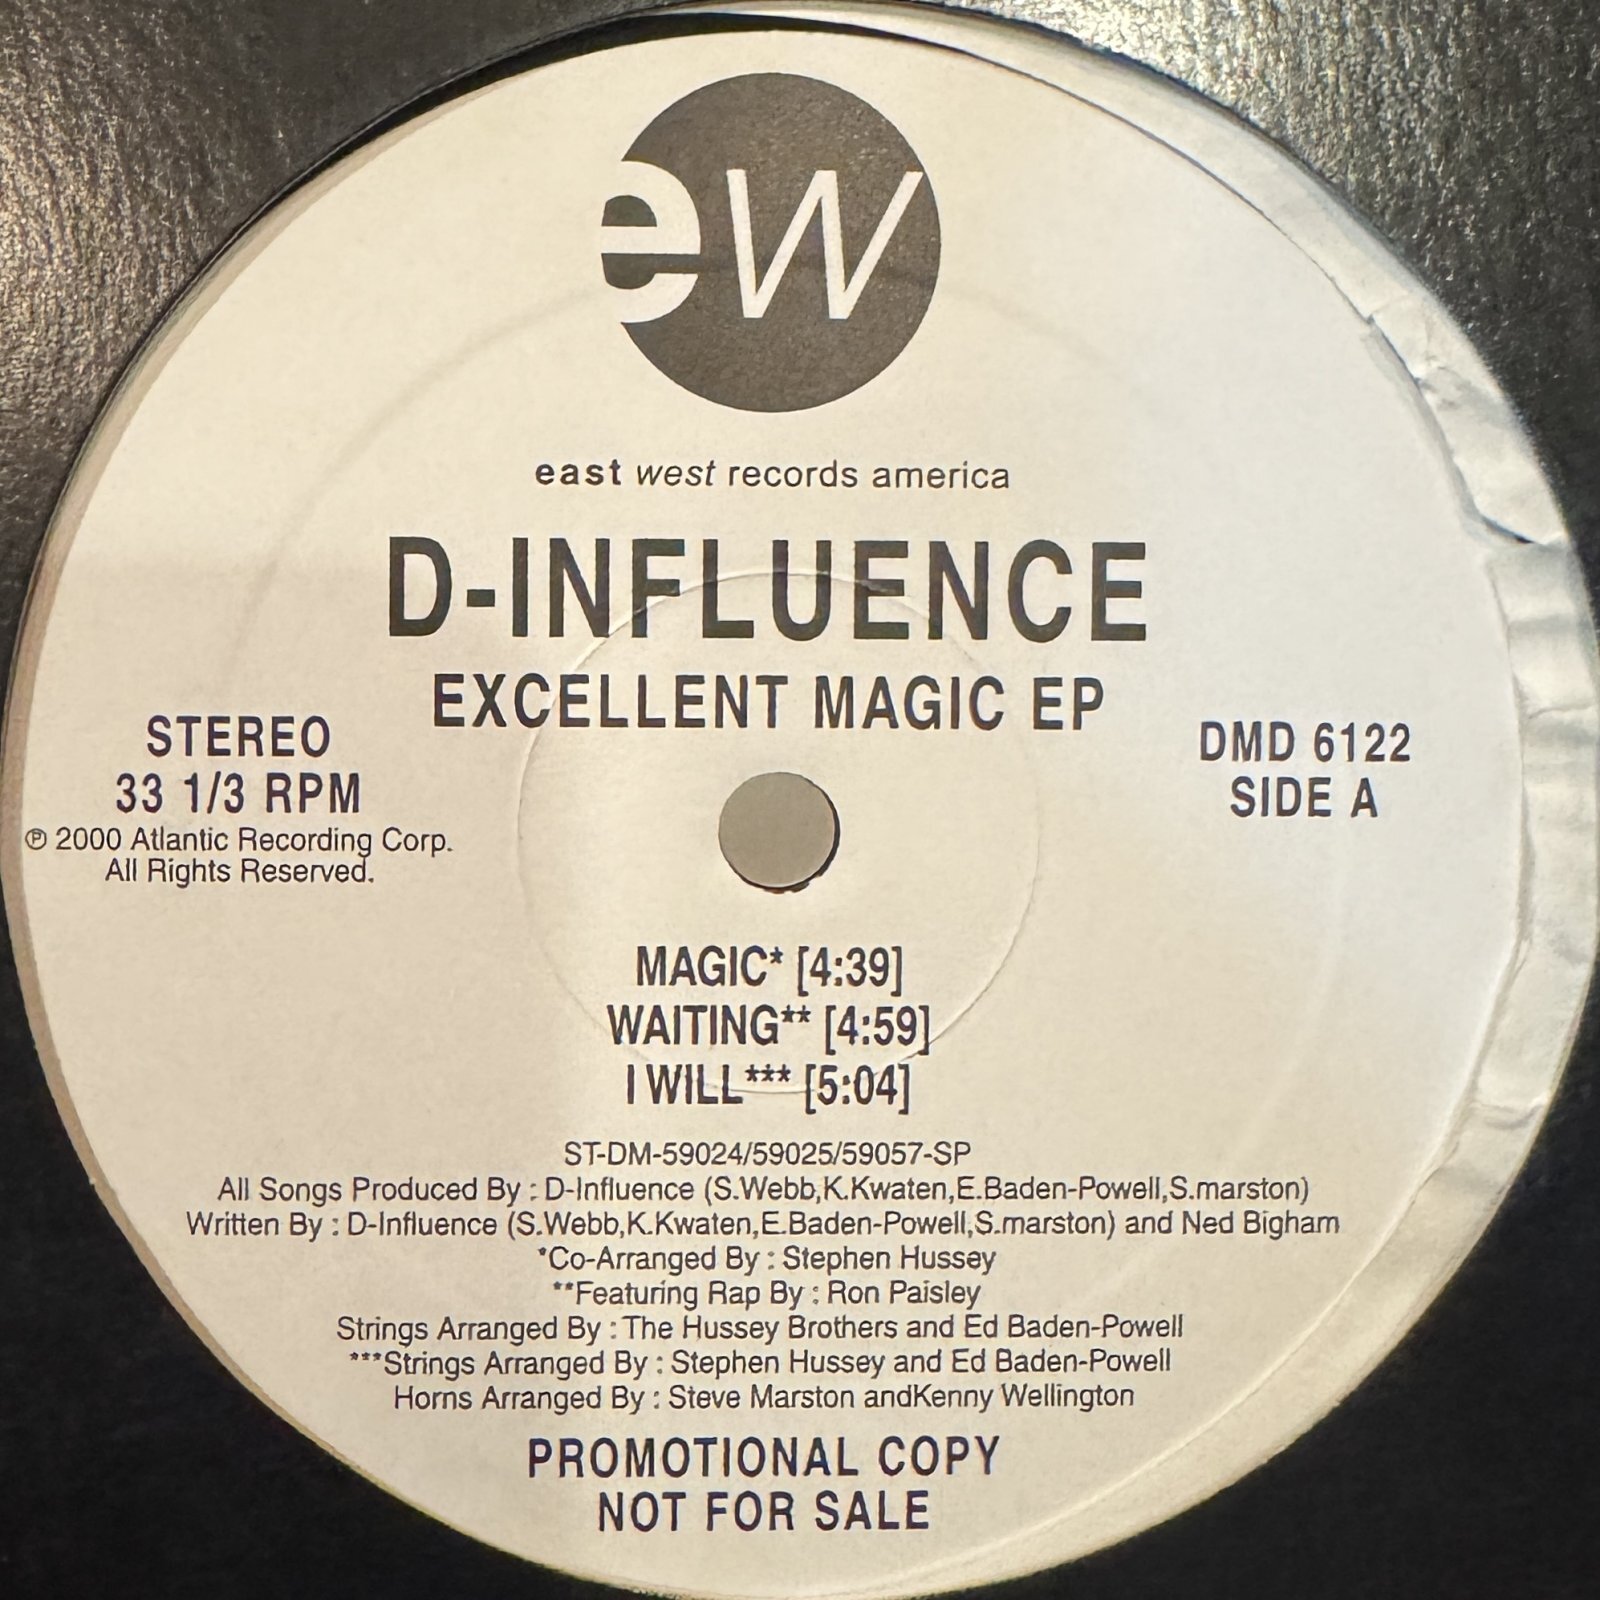 ew
east west records america
D-INFLUENCE
EXCELLENT MAGIC EP
STEREO
33 1/3 RPM
℗ 2000 Atlantic Recording Corp.
All Rights Reserved.
DMD 6122
SIDE A
MAGIC* [4:39]
WAITING** [4:59]
I WILL*** [5:04]
ST-DM-59024/59025/59057-SP
All Songs Produced By : D-Influence (S.Webb,K.Kwaten,E.Baden-Powell,S.marston)
Written By : D-Influence (S.Webb,K.Kwaten,E.Baden-Powell,S.marston) and Ned Bigham
*Co-Arranged By : Stephen Hussey
**Featuring Rap By : Ron Paisley
Strings Arranged By : The Hussey Brothers and Ed Baden-Powell
***Strings Arranged By : Stephen Hussey and Ed Baden-Powell
Horns Arranged By : Steve Marston andKenny Wellington
PROMOTIONAL COPY
NOT FOR SALE